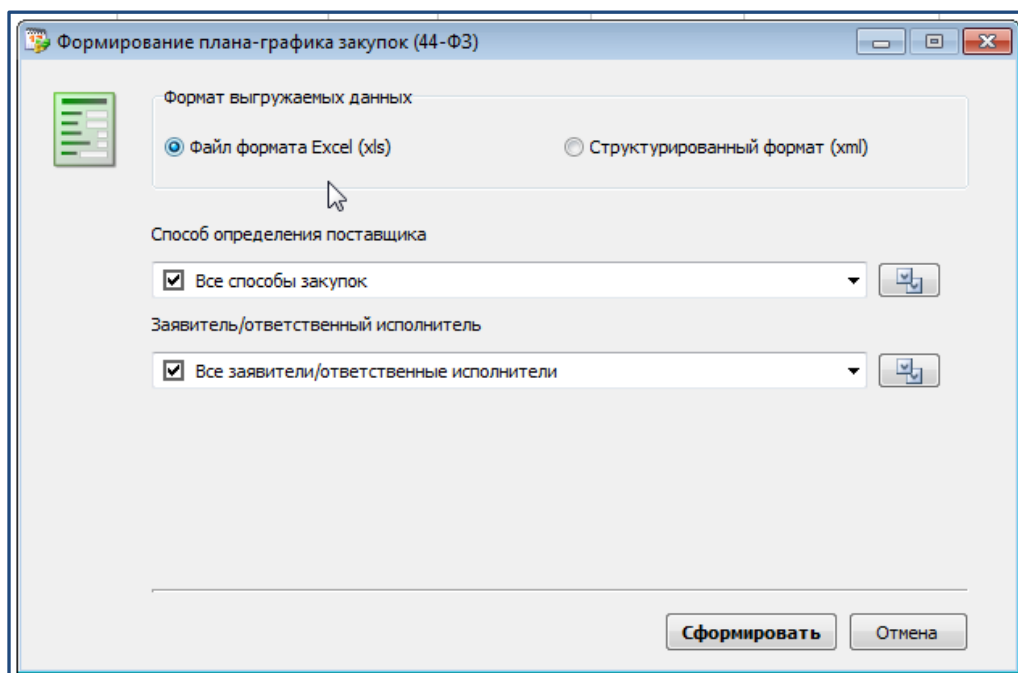 Формирование плана-графика закупок (44-ФЗ)
Формат выгружаемых данных
Файл формата Excel (xls)
Структурированный формат (xml)
Способ определения поставщика
Все способы закупок
Заявитель/ответственный исполнитель
Все заявители/ответственные исполнители
Сформировать
Отмена